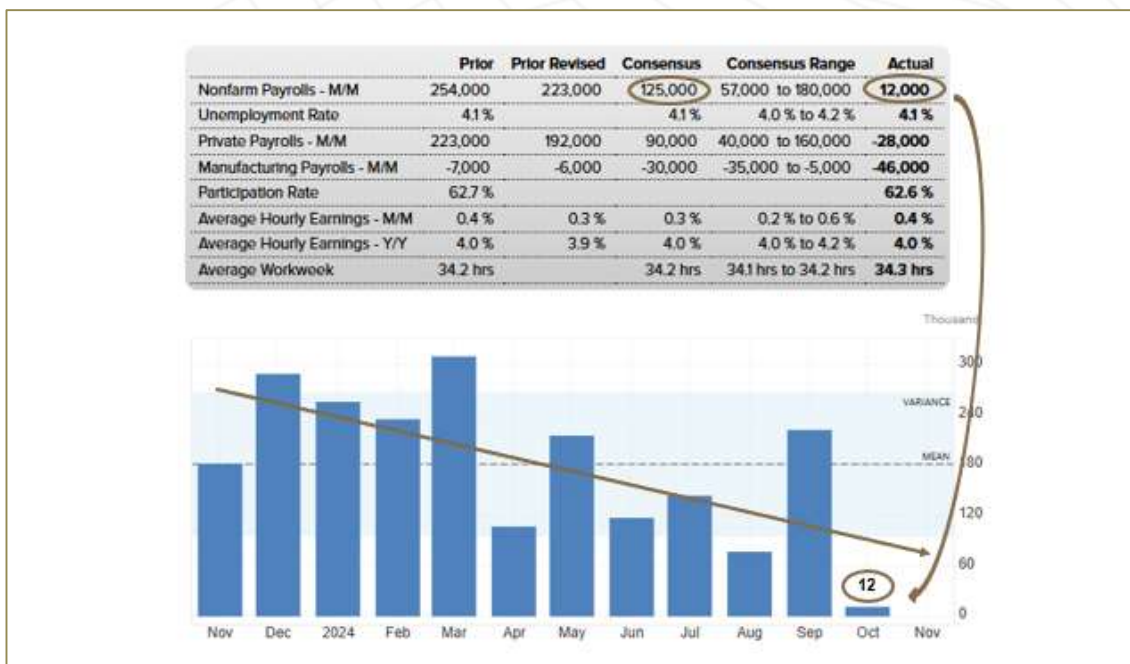 Prior Prior Revised Consensus Consensus Range Actual
Nonfarm Payrolls - M/M 254,000 223,000 125,000 57,000 to 180,000 12,000
Unemployment Rate 4.1 % 4.1 % 4.0 % to 4.2 % 4.1 %
Private Payrolls - M/M 223,000 192,000 90,000 40,000 to 160,000 -28,000
Manufacturing Payrolls - M/M -7,000 -6,000 -30,000 -35,000 to -5,000 -46,000
Participation Rate 62.7 % 62.6 %
Average Hourly Earnings - M/M 0.4 % 0.3 % 0.3 % 0.2 % to 0.6 % 0.4 %
Average Hourly Earnings - Y/Y 4.0 % 3.9 % 4.0 % 4.0 % to 4.2 % 4.0 %
Average Workweek 34.2 hrs 34.2 hrs 34.1 hrs to 34.2 hrs 34.3 hrs
Thousand
300
VARIANCE
240
MEAN
180
120
60
12
0
Nov Dec 2024 Feb Mar Apr May Jun Jul Aug Sep Oct Nov